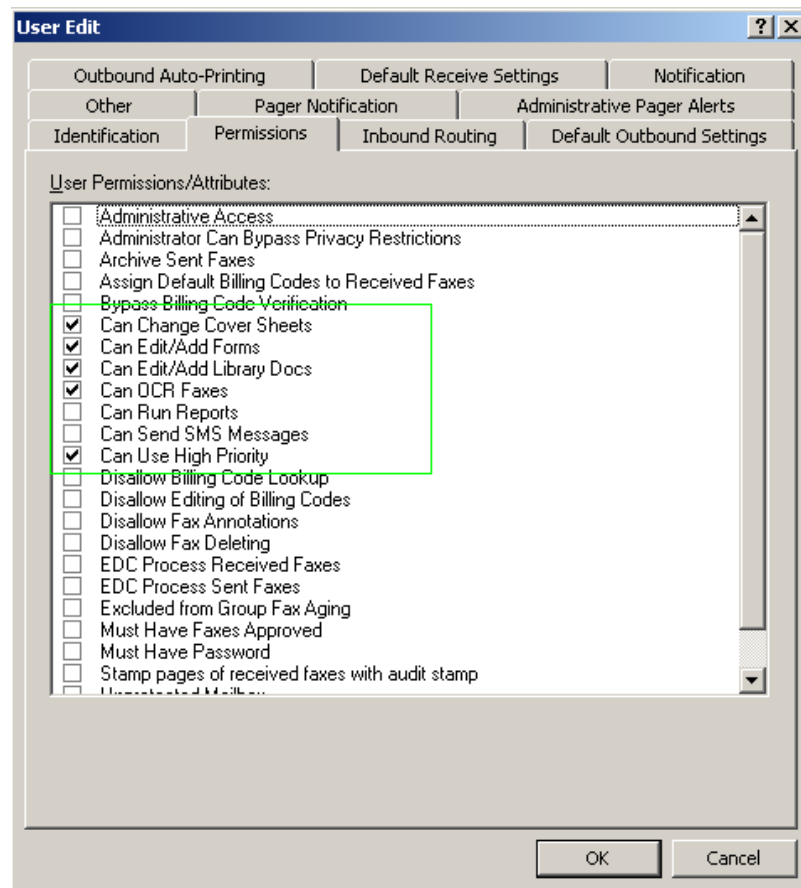 User Edit
Outbound Auto-Printing Default Receive Settings Notification
Other Pager Notification Administrative Pager Alerts
Identification Permissions Inbound Routing Default Outbound Settings
User Permissions/Attributes:
Administrative Access
Administrator Can Bypass Privacy Restrictions
Archive Sent Faxes
Assign Default Billing Codes to Received Faxes
Bypass Billing Code Verification
Can Change Cover Sheets
Can Edit/Add Forms
Can Edit/Add Library Docs
Can OCR Faxes
Can Run Reports
Can Send SMS Messages
Can Use High Priority
Disallow Billing Code Lookup
Disallow Editing of Billing Codes
Disallow Fax Annotations
Disallow Fax Deleting
EDC Process Received Faxes
EDC Process Sent Faxes
Excluded from Group Fax Aging
Must Have Faxes Approved
Must Have Password
Stamp pages of received faxes with audit stamp
OK Cancel